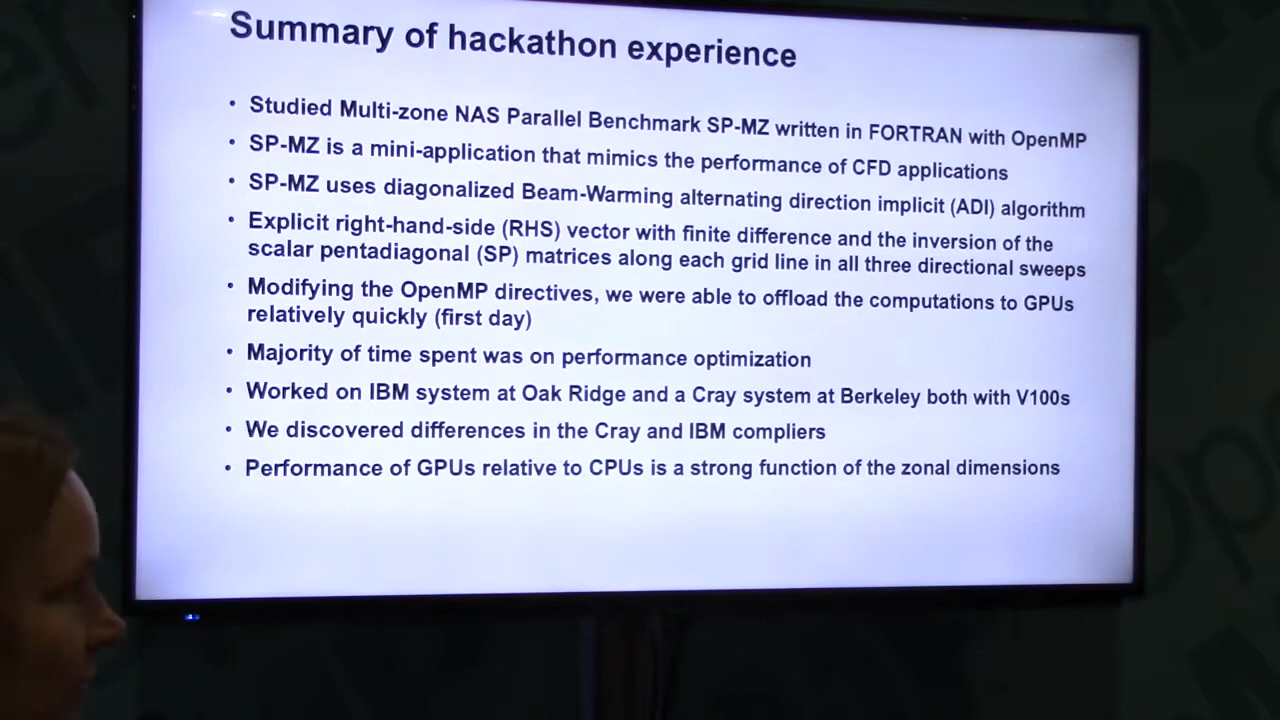 Summary of hackathon experience
• Studied Multi-zone NAS Parallel Benchmark SP-MZ written in FORTRAN with OpenMP
• SP-MZ is a mini-application that mimics the performance of CFD applications
• SP-MZ uses diagonalized Beam-Warming alternating direction implicit (ADI) algorithm
• Explicit right-hand-side (RHS) vector with finite difference and the inversion of the
scalar pentadiagonal (SP) matrices along each grid line in all three directional sweeps
• Modifying the OpenMP directives, we were able to offload the computations to GPUs
relatively quickly (first day)
• Majority of time spent was on performance optimization
• Worked on IBM system at Oak Ridge and a Cray system at Berkeley both with V100s
• We discovered differences in the Cray and IBM compliers
• Performance of GPUs relative to CPUs is a strong function of the zonal dimensions